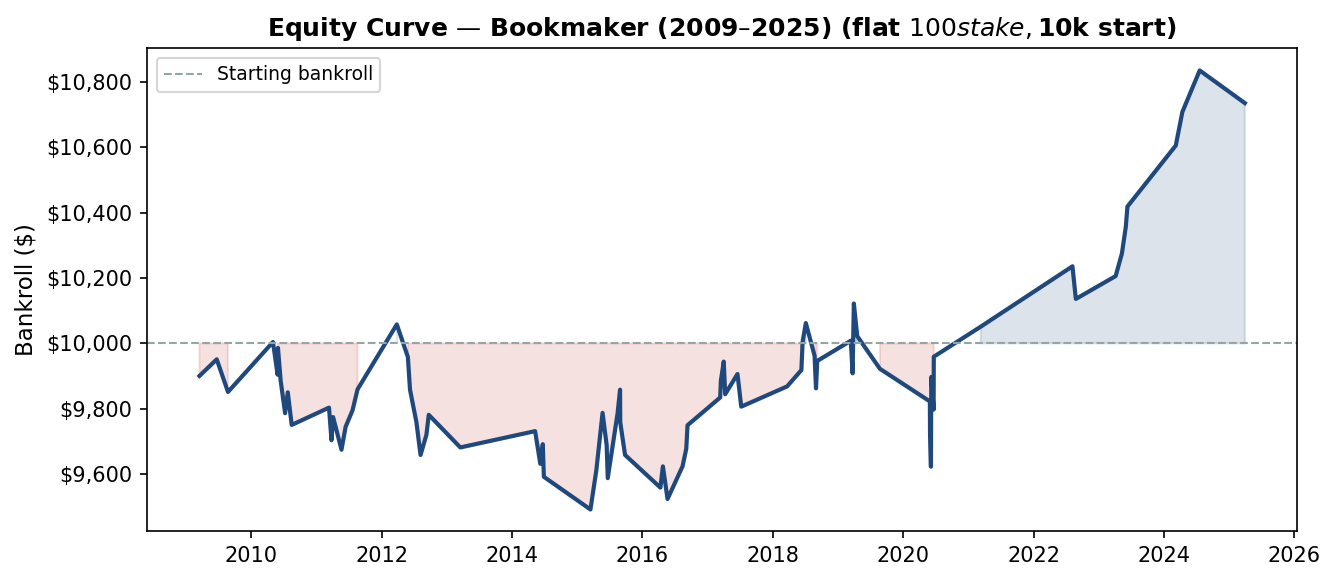 Equity Curve — Bookmaker (2009–2025) (flat 100stake,10k start)
Starting bankroll
Bankroll ($)
$10,800
$10,600
$10,400
$10,200
$10,000
$9,800
$9,600
2010 2012 2014 2016 2018 2020 2022 2024 2026